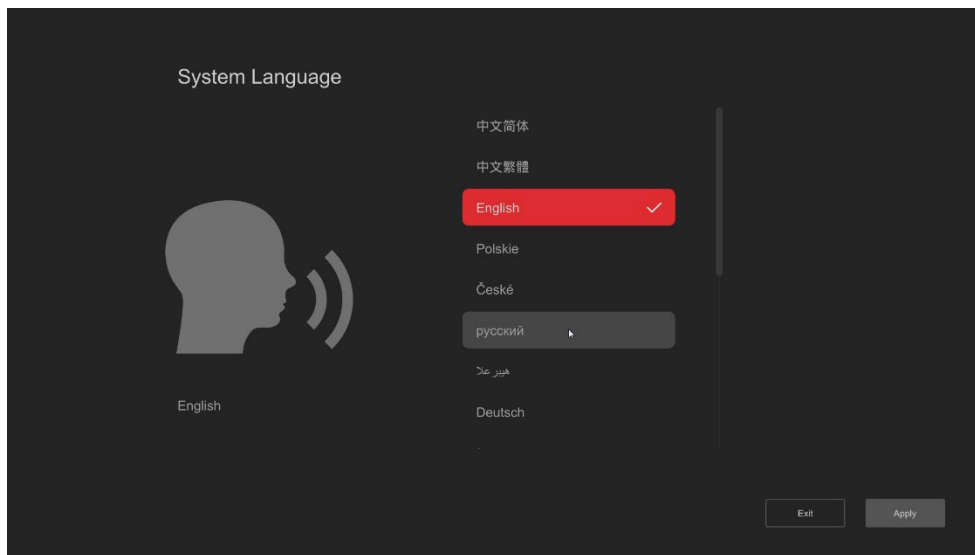 System Language
中文简体
中文繁體
English
Polskie
České
русский
هيبر علا
Deutsch
English
Exit
Apply